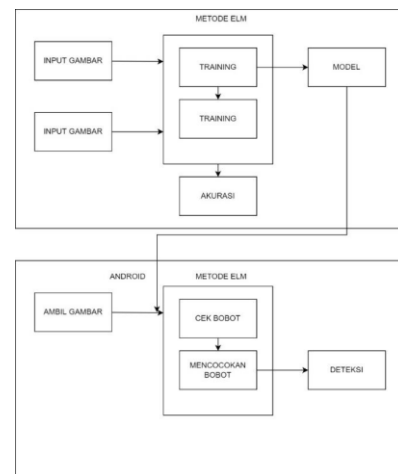 METODE ELM
INPUT GAMBAR
TRAINING
MODEL
INPUT GAMBAR
TRAINING
AKURASI
ANDROID
METODE ELM
AMBIL GAMBAR
CEK BOBOT
MENCOCOKAN
BOBOT
DETEKSI